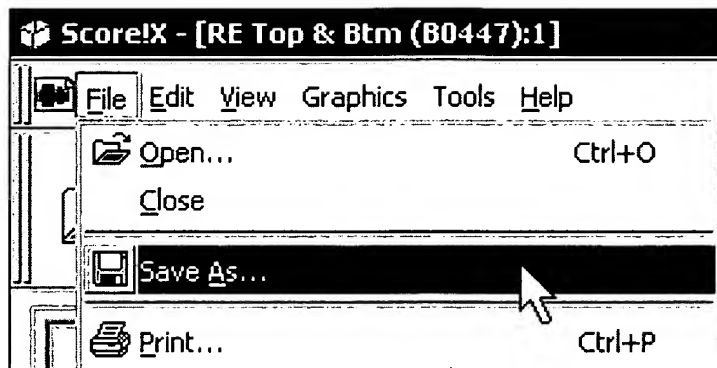 Score!X - [RE Top & Btm (B0447):1]
File Edit View Graphics Tools Help
Open... Ctrl+O
Close
Save As...
Print... Ctrl+P